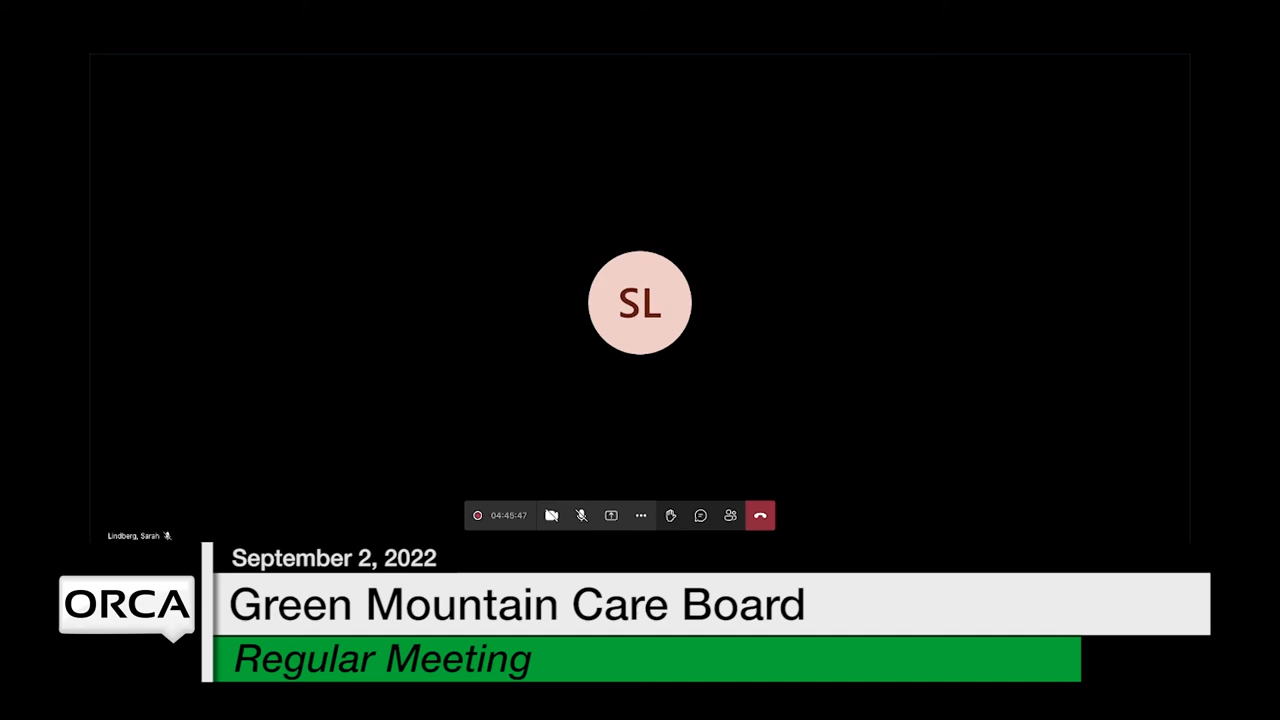 SL
04:45:47
Lindberg, Sarah
September 2, 2022
ORCA
Green Mountain Care Board
Regular Meeting